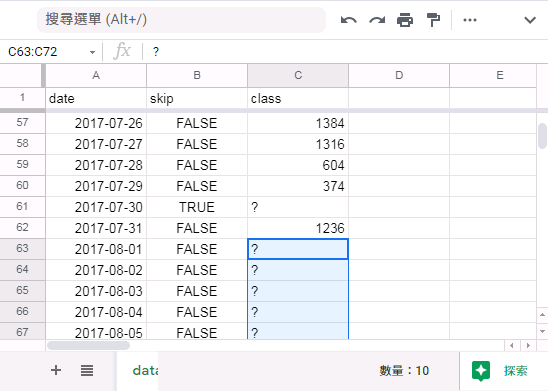 搜尋選單 (Alt+/)
C63:C72 fx ?
A B C D E
1 date skip class
57 2017-07-26 FALSE 1384
58 2017-07-27 FALSE 1316
59 2017-07-28 FALSE 604
60 2017-07-29 FALSE 374
61 2017-07-30 TRUE ?
62 2017-07-31 FALSE 1236
63 2017-08-01 FALSE ?
64 2017-08-02 FALSE ?
65 2017-08-03 FALSE ?
66 2017-08-04 FALSE ?
67 2017-08-05 FALSE ?
data 數量：10 探索